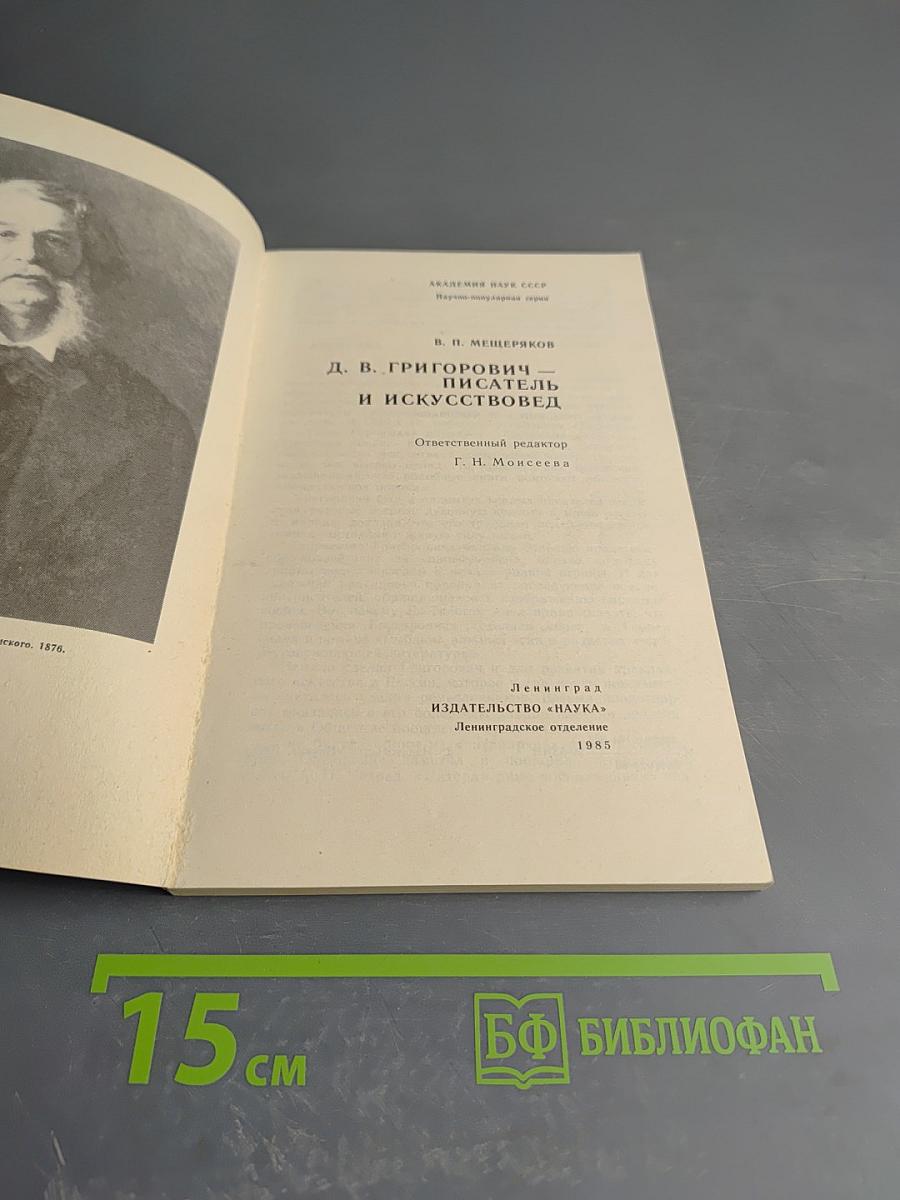 нского. 1876.
АКАДЕМИЯ НАУК СССР
Научно-популярная серия
В. П. МЕЩЕРЯКОВ
Д. В. ГРИГОРОВИЧ —
ПИСАТЕЛЬ
И ИСКУССТВОВЕД
Ответственный редактор
Г. Н. Моисеева
Ленинград
ИЗДАТЕЛЬСТВО «НАУКА»
Ленинградское отделение
1985
15 см
БФ БИБЛИОФАН